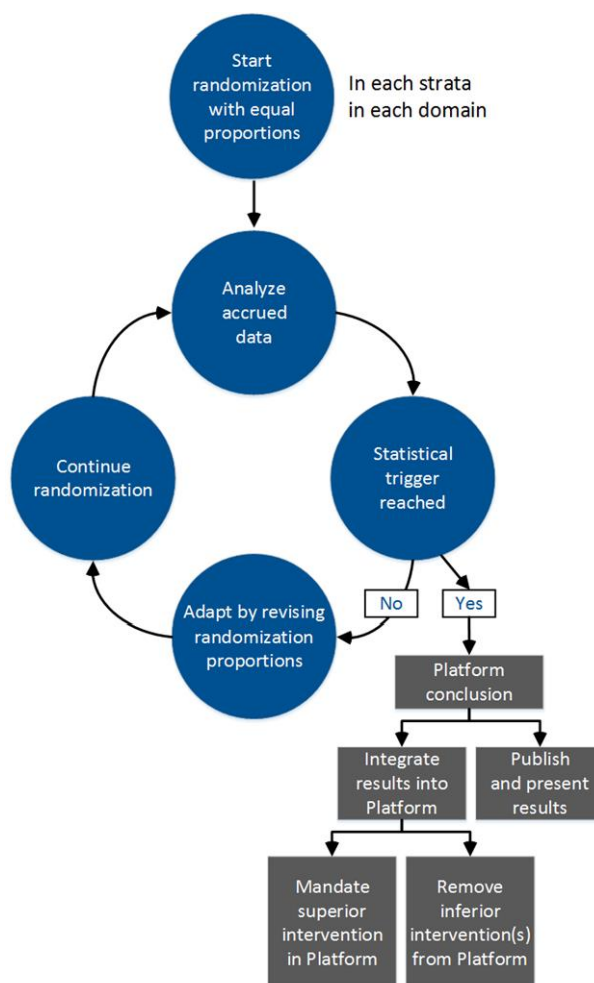 Start
randomization
with equal
proportions
In each strata
in each domain
Analyze
accrued
data
Continue
randomization
Statistical
trigger
reached
Adapt by revising
randomization
proportions
No
Yes
Platform
conclusion
Integrate
results into
Platform
Publish
and present
results
Mandate
superior
intervention
in Platform
Remove
inferior
intervention(s)
from Platform